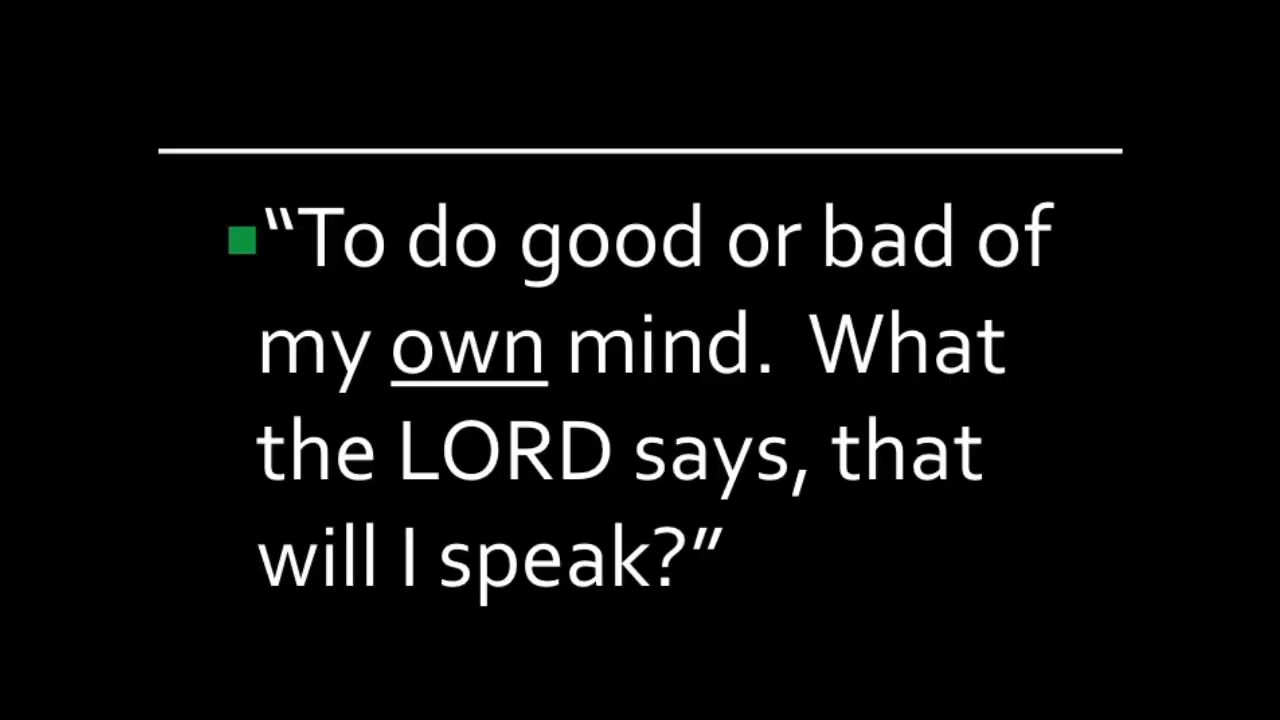 “To do good or bad of
my own mind.  What
the LORD says, that
will I speak?”